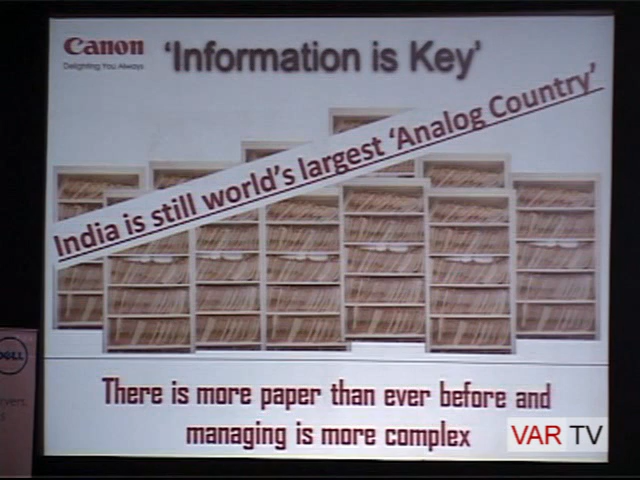 Canon
Delighting You Always
'Information is Key'
India is still world's largest 'Analog Country'
There is more paper than ever before and
managing is more complex
DELL
VAR TV